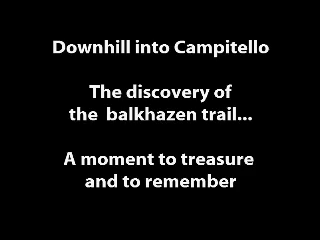 Downhill into Campitello
The discovery of
the balkhazen trail...
A moment to treasure
and to remember